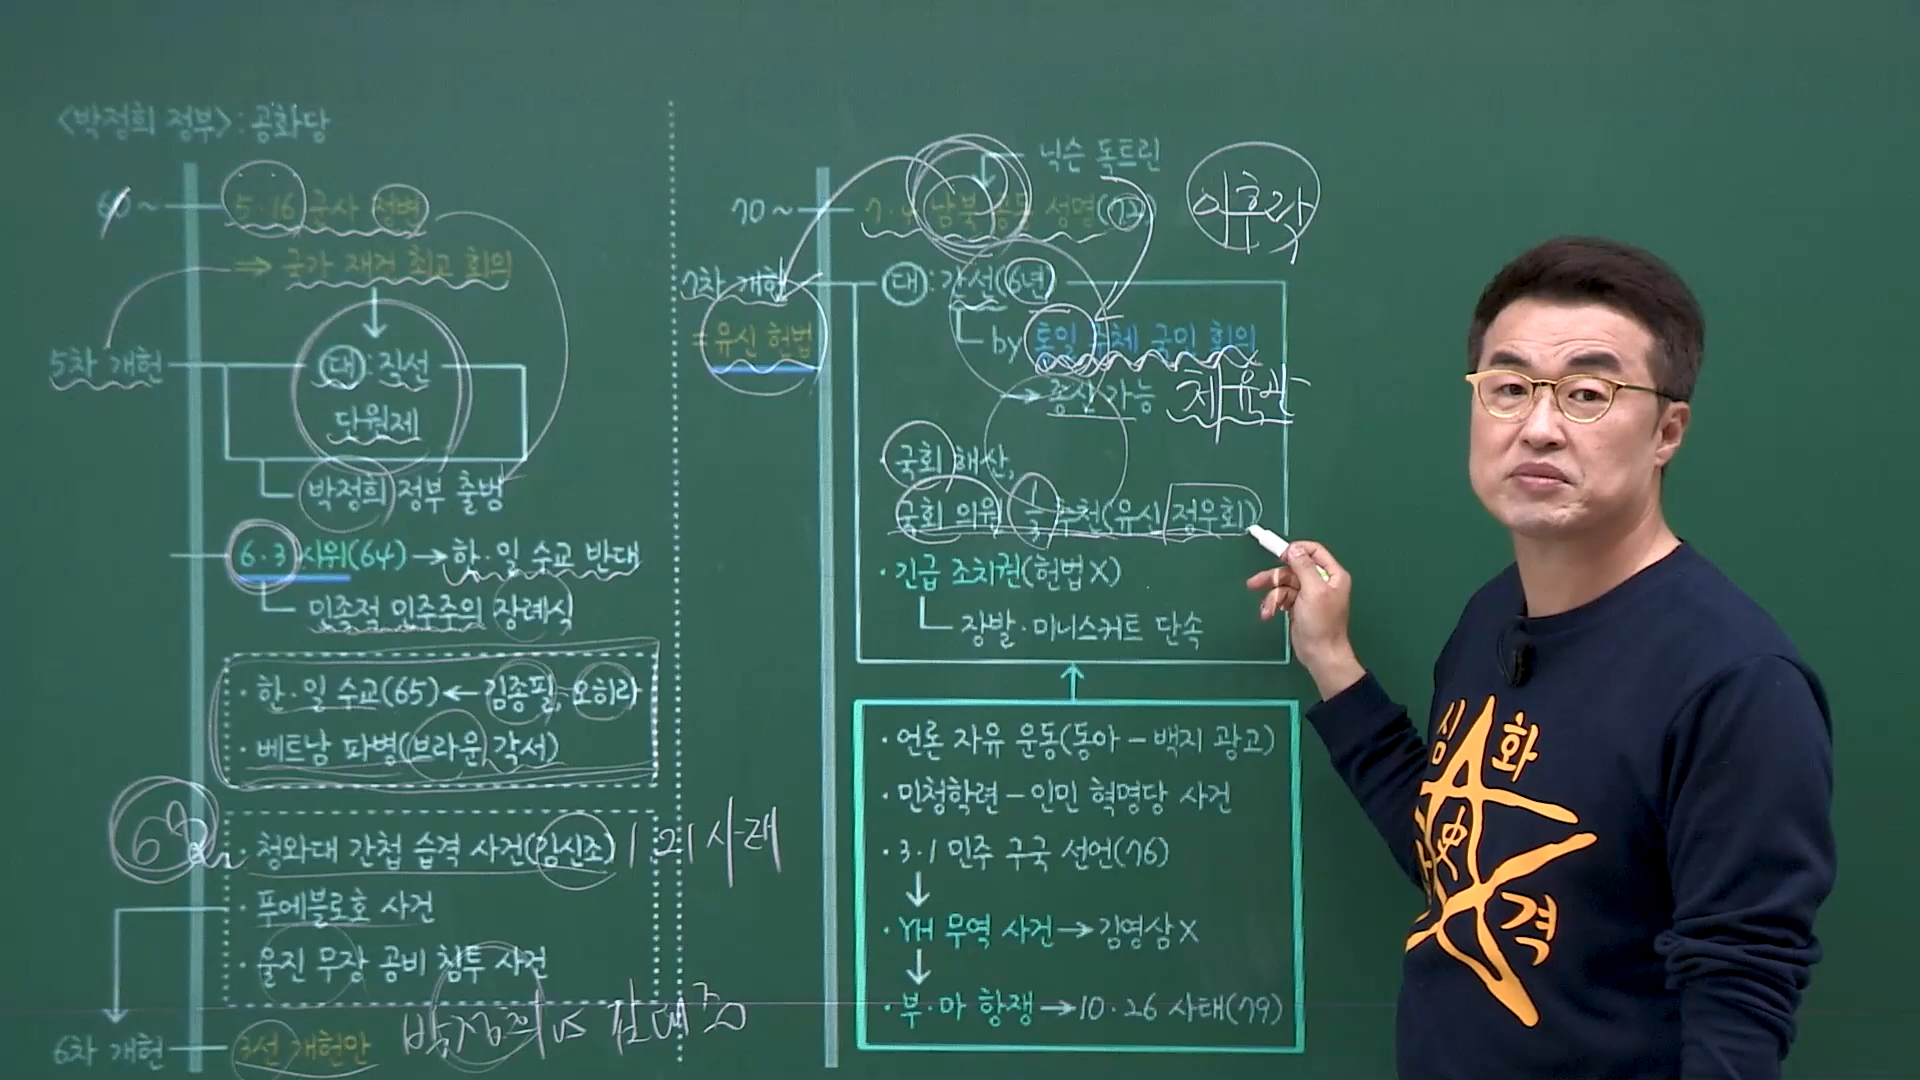 <박정희 정부> : 공화당
60 ~ 5·16 군사 정변
⇒ 국가 재건 최고 회의
5차 개헌
大 : 직선
단원제
박정희 정부 출범
6·3 시위(64) → 한·일 수교 반대
민족적 민주주의 장례식
· 한·일 수교(65) ← 김종필, 오히라
· 베트남 파병(브라운 각서)
68
· 청와대 간첩 습격 사건(김신조) 1.21사태
· 푸에블로호 사건
· 울진 무장 공비 침투 사건
6차 개헌 3선 개헌안
박정희 vs 김대중
닉슨 독트린
이후락
70 ~ 7·4 남북 공동 성명(72)
7차 개헌
= 유신 헌법
大 : 간선(6년)
by 통일 주체 국민 회의
→ 종신 가능 체육관
· 국회 해산,
국회 의원 1/3 추천(유신 정우회)
· 긴급 조치권(헌법X)
장발·미니스커트 단속
· 언론 자유 운동(동아 – 백지 광고)
· 민청학련 – 인민 혁명당 사건
· 3·1 민주 구국 선언(76)
↓
· YH 무역 사건 → 김영삼 X
↓
· 부·마 항쟁 → 10·26 사태(79)
심화
史
격